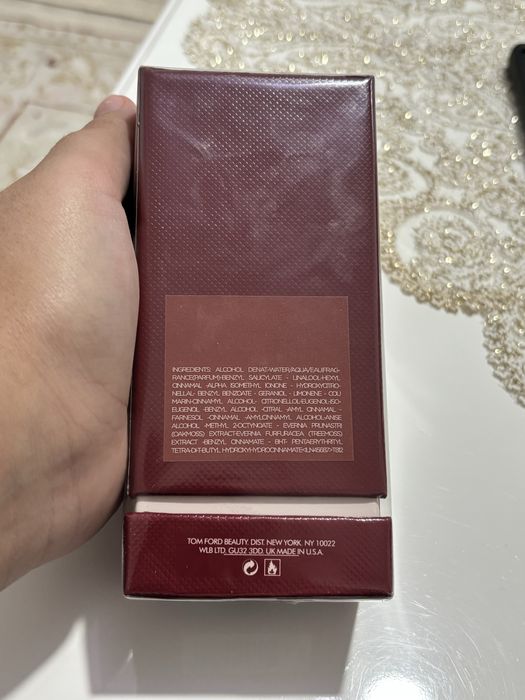 INGREDIENTS: ALCOHOL DENAT•WATER/AQUA/EAU•FRAG-
RANCE(PARFUM)•BENZYL SALICYLATE - LINALOOL•HEXYL
CINNAMAL -ALPHA ISOMETHYL IONONE - HYDROXYCITRO-
NELLAL- BENZYL BENZOATE - GERANIOL - LIMONENE - COU
MARIN•CINNAMYL ALCOHOL- CITRONELLOL•EUGENOL•ISO-
EUGENOL -BENZYL ALCOHOL -CITRAL -AMYL CINNAMAL -
FARNESOL -CINNAMAL -AMYLCINNAMYL ALCOHOL•ANISE
ALCOHOL -METHYL 2-OCTYNOATE - EVERNIA PRUNASTRI
(OAKMOSS) EXTRACT•EVERNIA FURFURACEA (TREEMOSS)
EXTRACT -BENZYL CINNAMATE - BHT- PENTAERYTHRITYL
TETRA-DI-T-BUTYL HYDROXYHYDROCINNAMATE<ILN45937>T812
TOM FORD BEAUTY. DIST. NEW YORK. NY 10022
WLB LTD, GU32 3DD. UK MADE IN U.S.A.